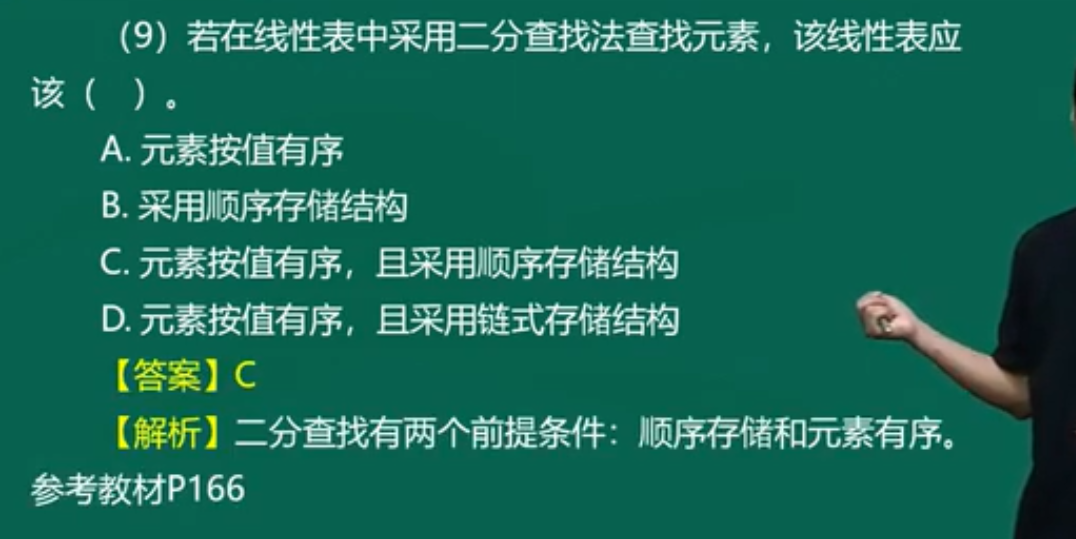 （9）若在线性表中采用二分查找法查找元素，该线性表应
该（　）。
A. 元素按值有序
B. 采用顺序存储结构
C. 元素按值有序，且采用顺序存储结构
D. 元素按值有序，且采用链式存储结构
【答案】C
【解析】二分查找有两个前提条件：顺序存储和元素有序。
参考教材P166